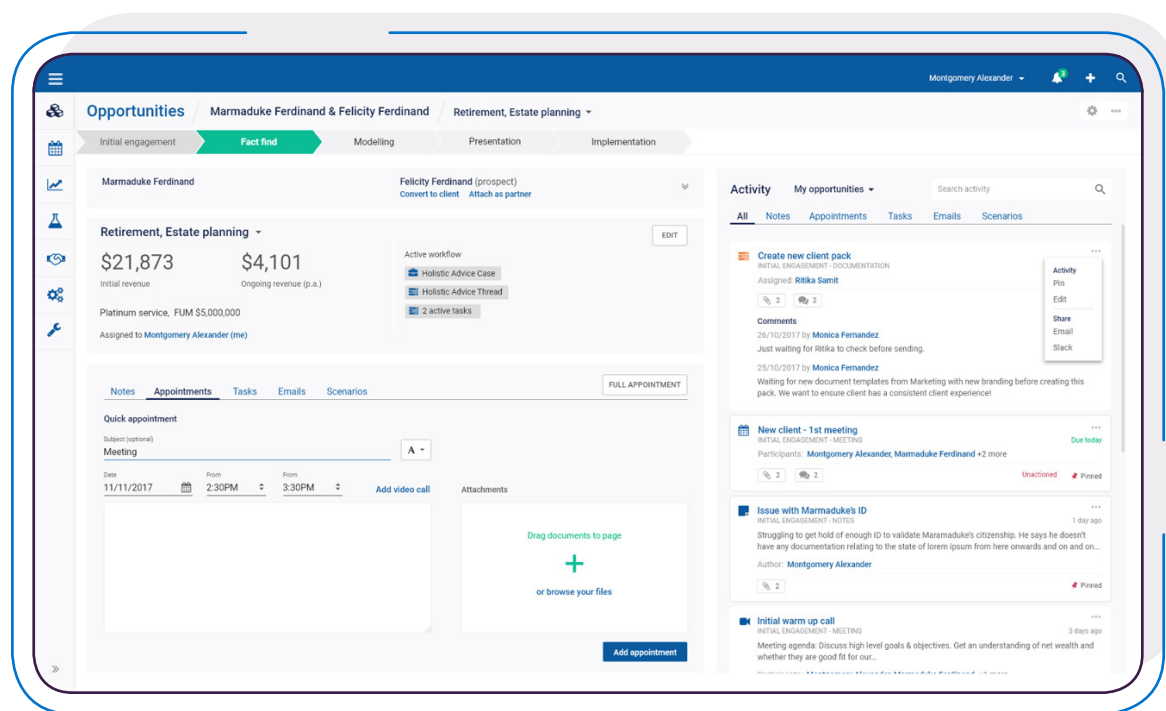 Montgomery Alexander
3
Opportunities / Marmaduke Ferdinand & Felicity Ferdinand / Retirement, Estate planning
Initial engagement
Fact find
Modelling
Presentation
Implementation
Marmaduke Ferdinand
Felicity Ferdinand (prospect)
Convert to client Attach as partner
Retirement, Estate planning
EDIT
$21,873
Initial revenue
$4,101
Ongoing revenue (p.a.)
Platinum service, FUM $5,000,000
Assigned to Montgomery Alexander (me)
Active workflow
Holistic Advice Case
Holistic Advice Thread
2 active tasks
Notes Appointments Tasks Emails Scenarios
FULL APPOINTMENT
Quick appointment
Subject (optional)
Meeting
A
Date
11/11/2017
From
2:30PM
From
3:30PM
Add video call
Attachments
Drag documents to page
+
or browse your files
Add appointment
Activity My opportunities
Search activity
All Notes Appointments Tasks Emails Scenarios
Create new client pack
INITIAL ENGAGEMENT - DOCUMENTATION
Assigned: Ritika Samit
2 2
Activity
Pin
Edit
Share
Email
Slack
Comments
26/10/2017 by Monica Fernandez
Just waiting for Ritika to check before sending.
25/10/2017 by Monica Fernandez
Waiting for new document templates from Marketing with new branding before creating this
pack. We want to ensure client has a consistent client experience!
New client - 1st meeting
INITIAL ENGAGEMENT - MEETING
Due today
Participants: Montgomery Alexander, Marmaduke Ferdinand +2 more
2 2
Unactioned Pinned
Issue with Marmaduke's ID
INITIAL ENGAGEMENT - NOTES
1 day ago
Struggling to get hold of enough ID to validate Maramaduke's citizenship. He says he doesn't
have any documentation relating to the state of lorem ipsum from here onwards and on and on...
Author: Montgomery Alexander
2
Pinned
Initial warm up call
INITIAL ENGAGEMENT - MEETING
3 days ago
Meeting agenda: Discuss high level goals & objectives. Get an understanding of net wealth and
whether they are good fit for our...